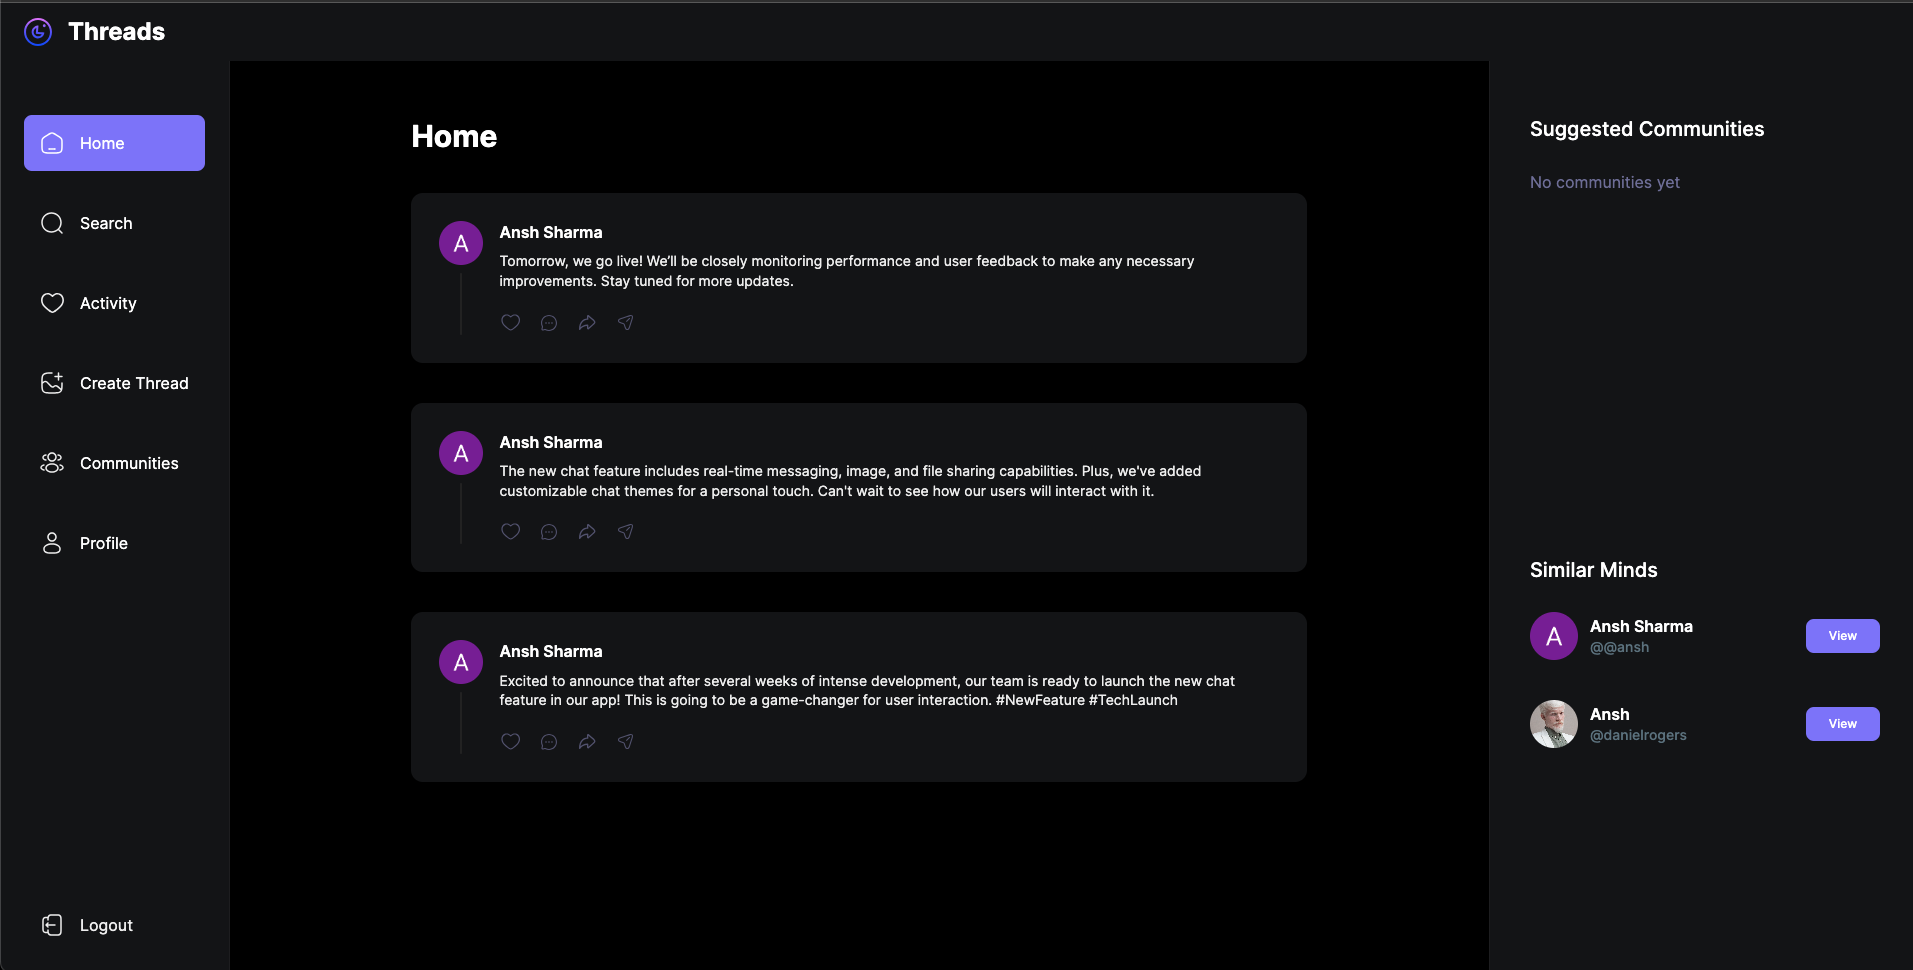 Threads
Home
Search
Activity
Create Thread
Communities
Profile
Logout
Home
A
Ansh Sharma
Tomorrow, we go live! We’ll be closely monitoring performance and user feedback to make any necessary
improvements. Stay tuned for more updates.
A
Ansh Sharma
The new chat feature includes real-time messaging, image, and file sharing capabilities. Plus, we've added
customizable chat themes for a personal touch. Can't wait to see how our users will interact with it.
A
Ansh Sharma
Excited to announce that after several weeks of intense development, our team is ready to launch the new chat
feature in our app! This is going to be a game-changer for user interaction. #NewFeature #TechLaunch
Suggested Communities
No communities yet
Similar Minds
A
Ansh Sharma
@@ansh
View
Ansh
@danielrogers
View